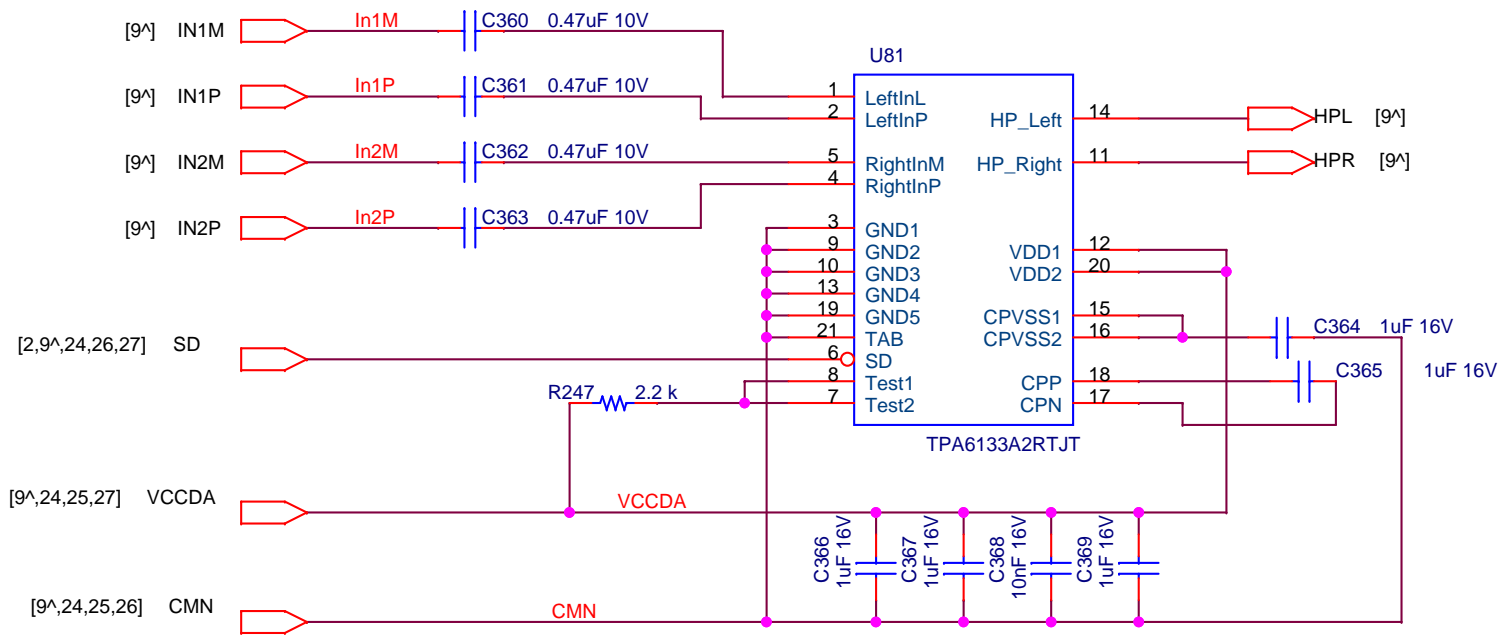 [9^] IN1M In1M C360 0.47uF 10V
U81
[9^] IN1P In1P C361 0.47uF 10V
1 LeftInL
2 LeftInP HP_Left 14 HPL [9^]
[9^] IN2M In2M C362 0.47uF 10V 5 RightInM HP_Right 11 HPR [9^]
4 RightInP
[9^] IN2P In2P C363 0.47uF 10V
3 GND1
9 GND2 VDD1 12
10 GND3 VDD2 20
13 GND4
19 GND5 CPVSS1 15
21 TAB CPVSS2 16 C364 1uF 16V
[2,9^,24,26,27] SD 6 SD
8 Test1 CPP 18 C365 1uF 16V
R247 2.2 k 7 Test2 CPN 17
TPA6133A2RTJT
[9^,24,25,27] VCCDA VCCDA
C366 1uF 16V
C367 1uF 16V
C368 10nF 16V
C369 1uF 16V
[9^,24,25,26] CMN CMN